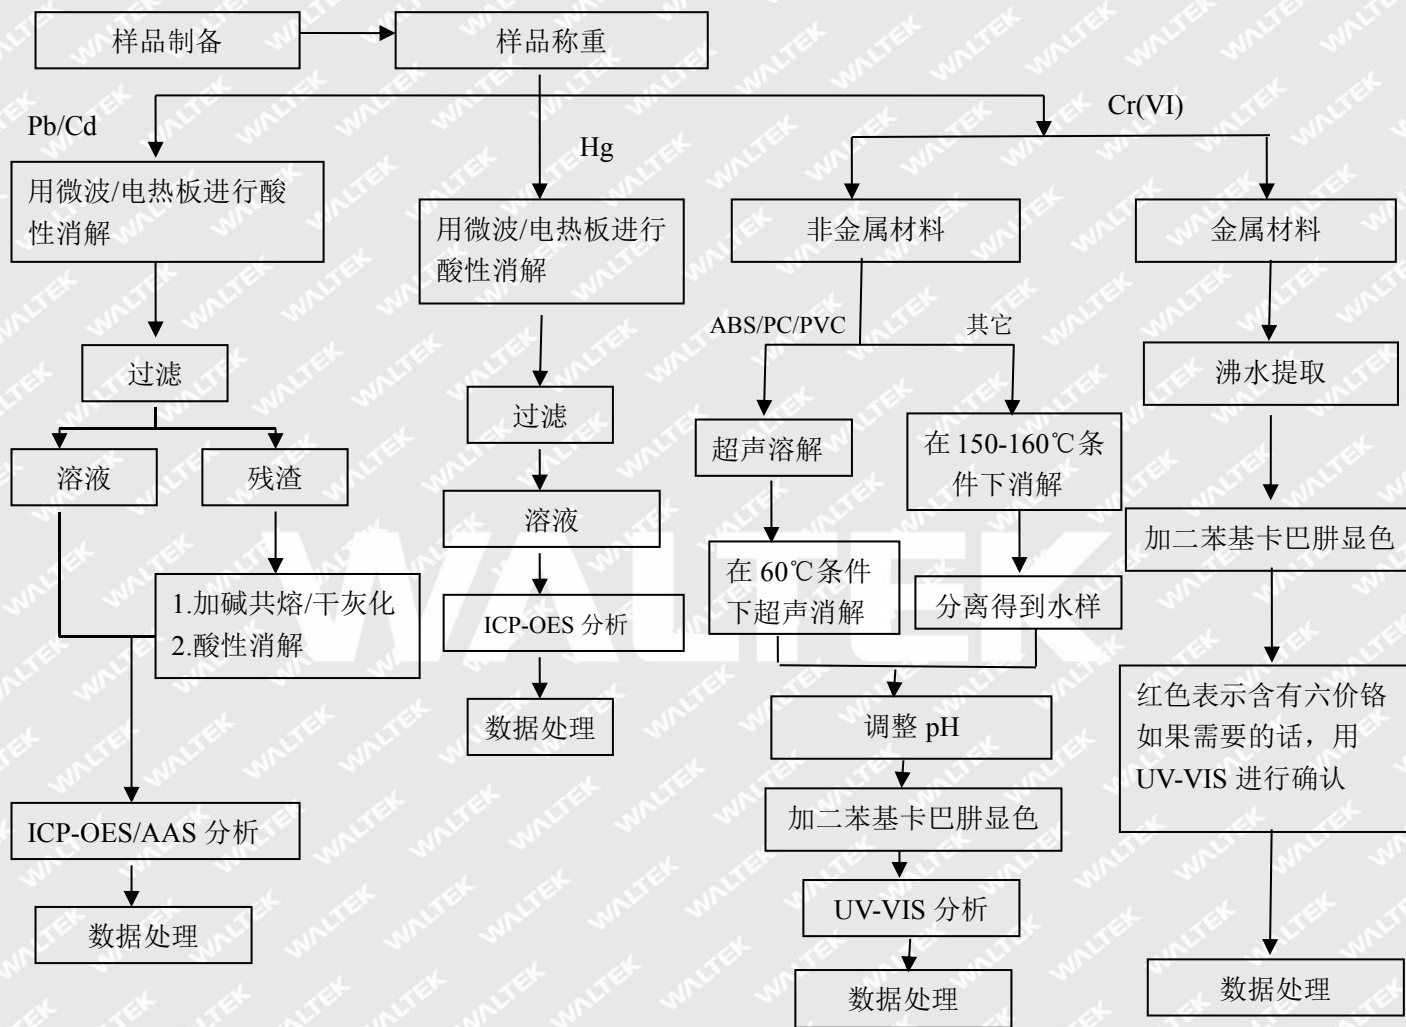 样品制备
样品称重
Pb/Cd
Hg
Cr(VI)
用微波/电热板进行酸
性消解
过滤
溶液
残渣
1.加碱共熔/干灰化
2.酸性消解
ICP-OES/AAS 分析
数据处理
用微波/电热板进行
酸性消解
过滤
溶液
ICP-OES 分析
数据处理
非金属材料
ABS/PC/PVC
其它
超声溶解
在 60℃条件
下超声消解
在 150-160℃条
件下消解
分离得到水样
调整 pH
加二苯基卡巴肼显色
UV-VIS 分析
数据处理
金属材料
沸水提取
加二苯基卡巴肼显色
红色表示含有六价铬
如果需要的话，用
UV-VIS 进行确认
数据处理
WALTEK